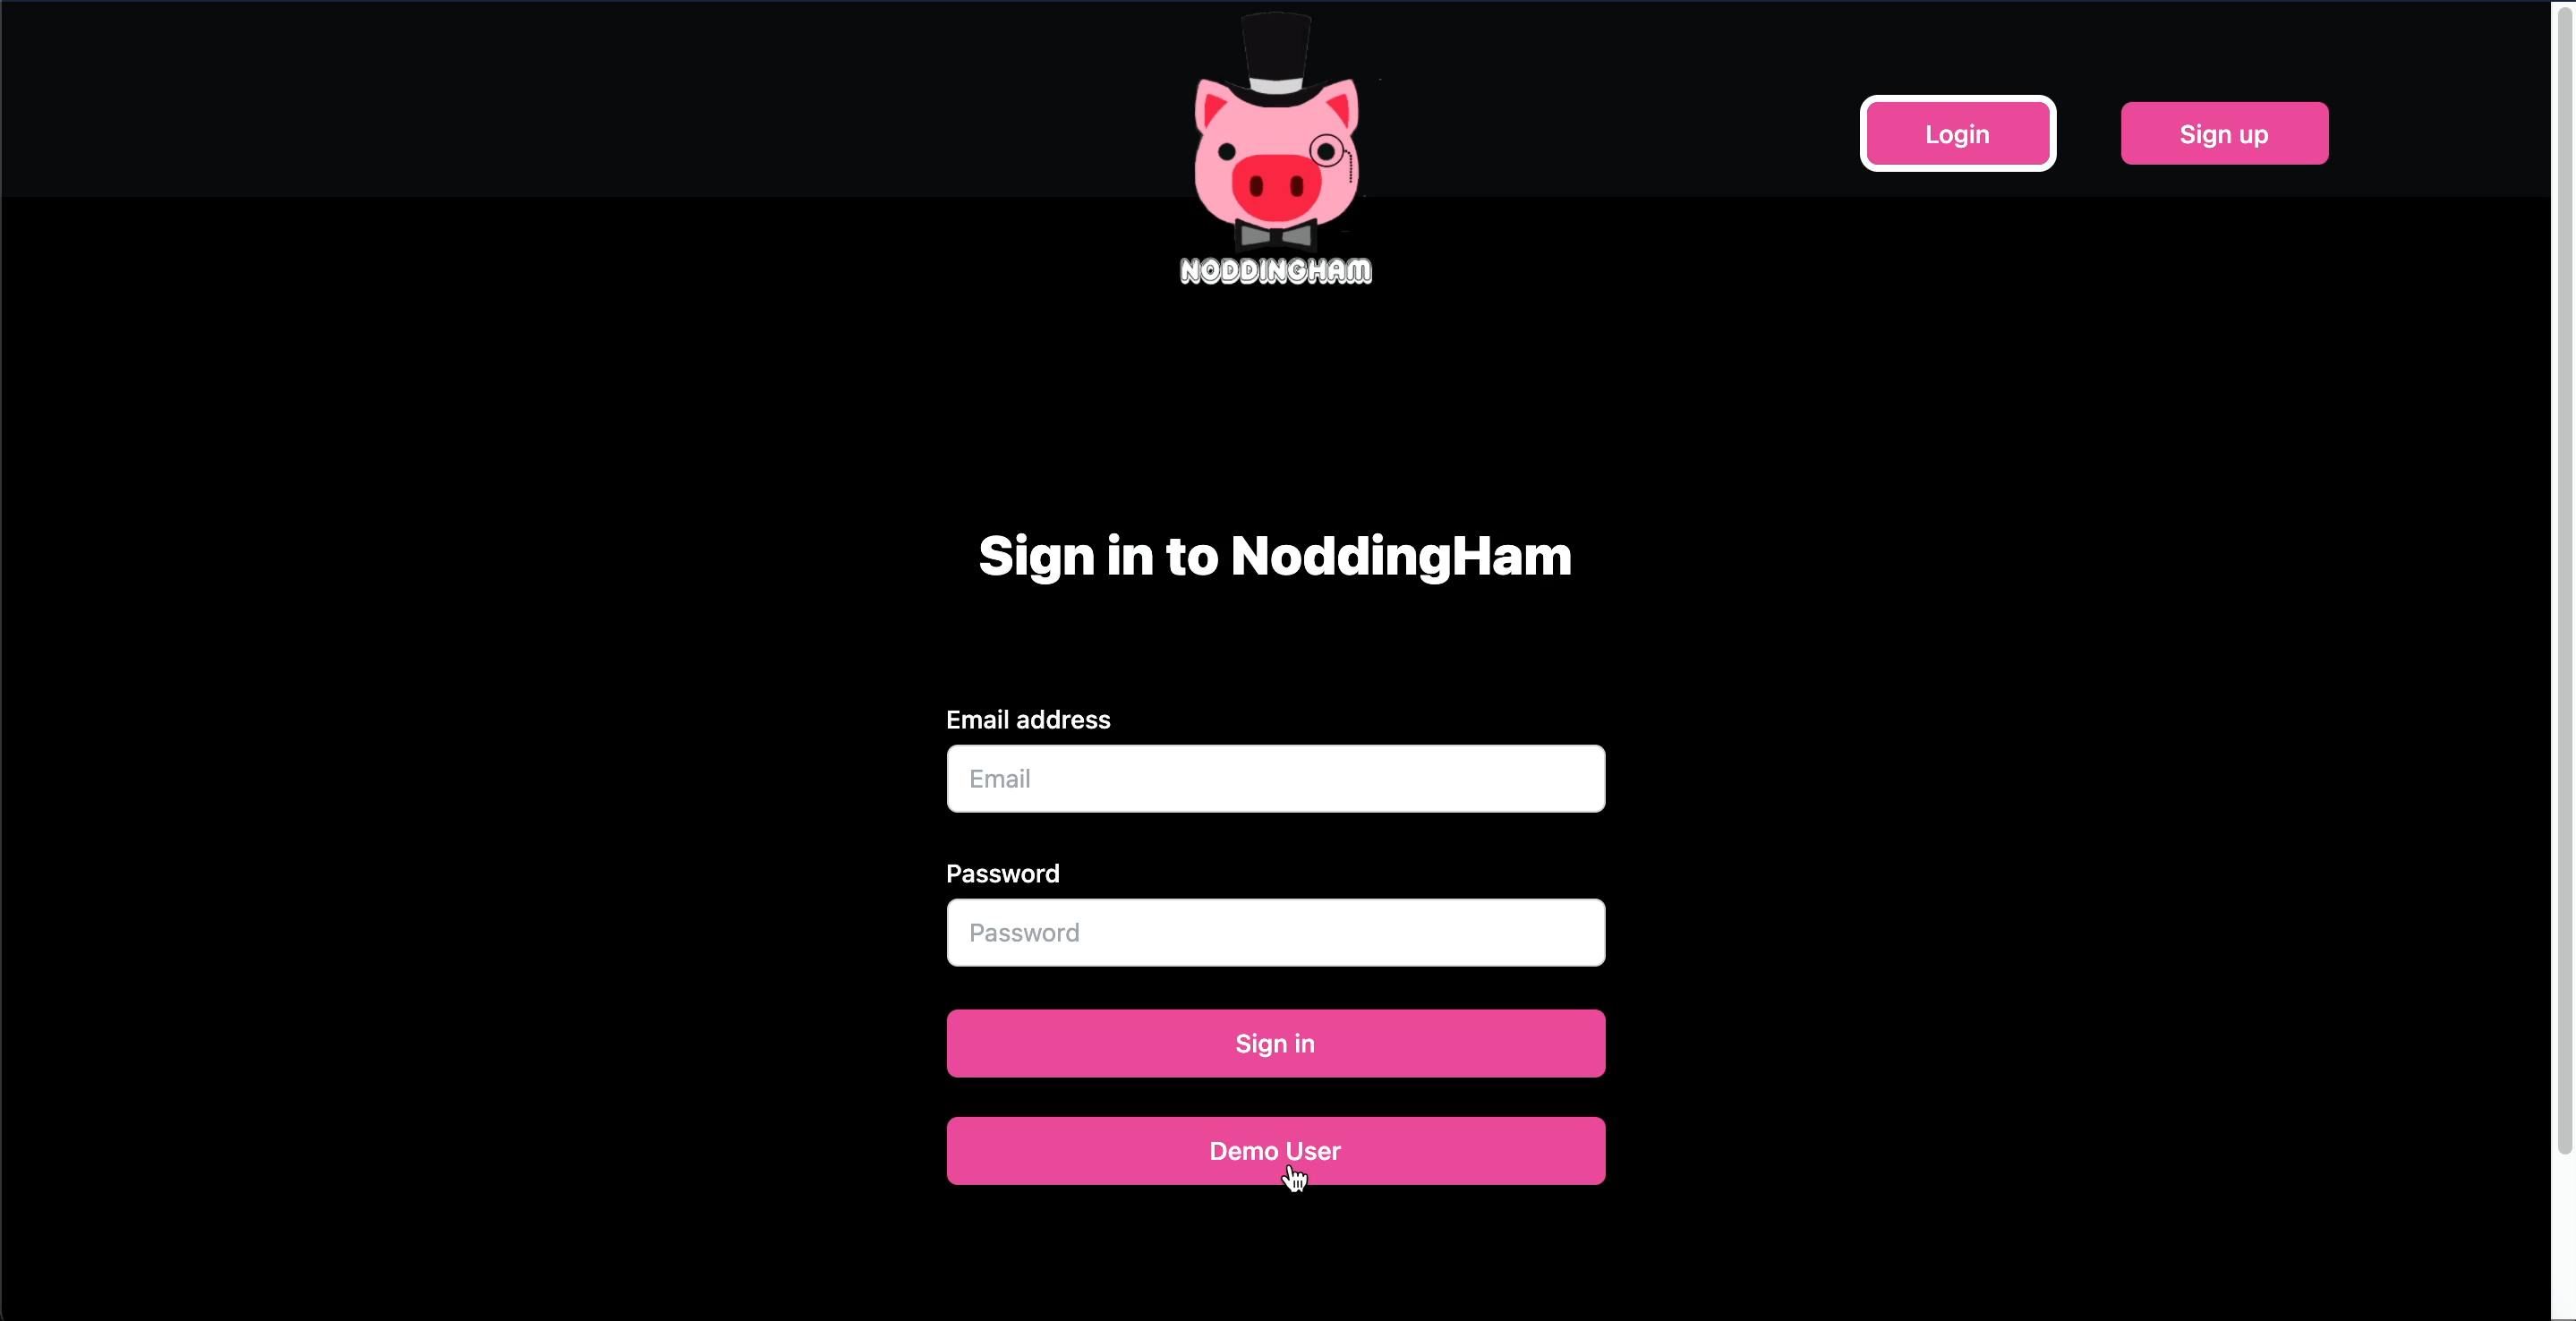 Login
Sign up
NODDINGHAM
Sign in to NoddingHam
Email address
Email
Password
Password
Sign in
Demo User